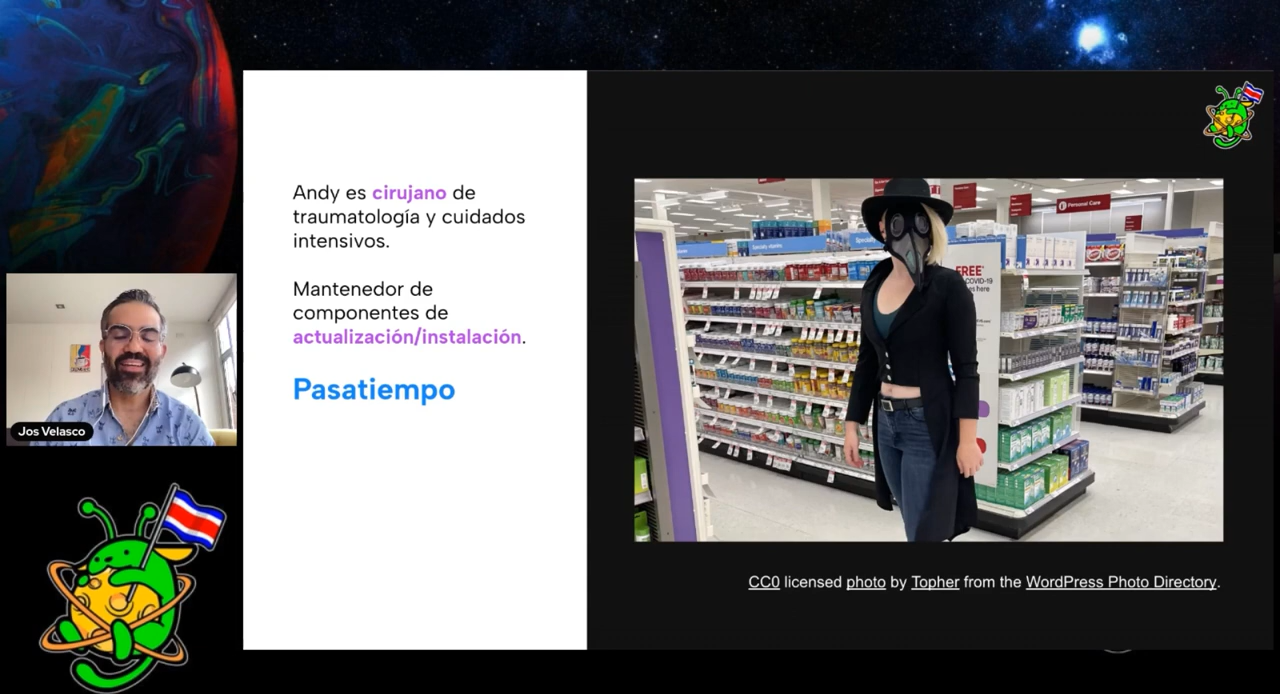 Andy es cirujano de
traumatología y cuidados
intensivos.
Mantenedor de
componentes de
actualización/instalación.
Pasatiempo
Jos Velasco
Personal Care
FREE*
COVID-19
CC0 licensed photo by Topher from the WordPress Photo Directory.